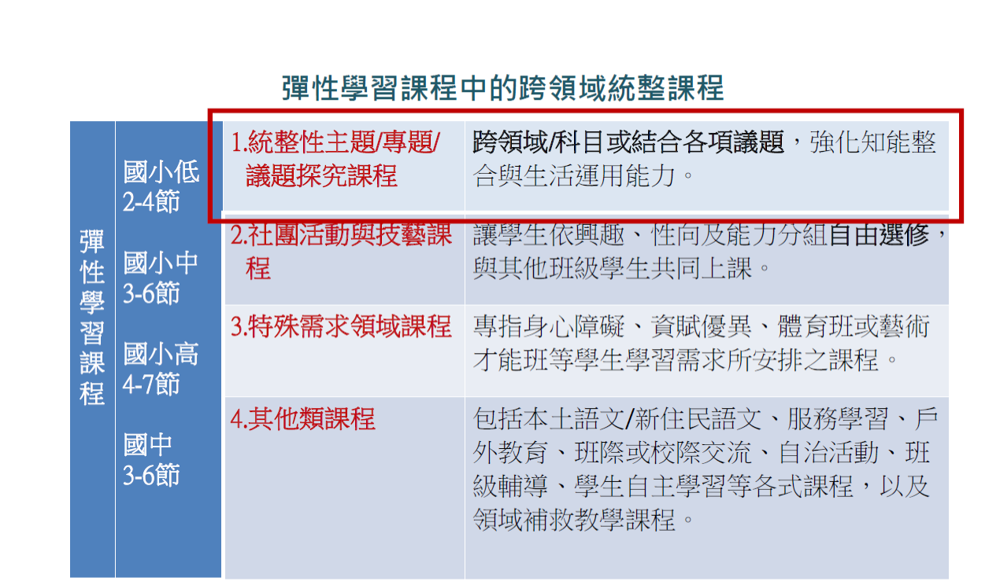 彈性學習課程中的跨領域統整課程
彈性學習課程
國小低
2-4節
國小中
3-6節
國小高
4-7節
國中
3-6節
1.統整性主題/專題/
議題探究課程
跨領域/科目或結合各項議題，強化知能整
合與生活運用能力。
2.社團活動與技藝課
程
讓學生依興趣、性向及能力分組自由選修，
與其他班級學生共同上課。
3.特殊需求領域課程
專指身心障礙、資賦優異、體育班或藝術
才能班等學生學習需求所安排之課程。
4.其他類課程
包括本土語文/新住民語文、服務學習、戶
外教育、班際或校際交流、自治活動、班
級輔導、學生自主學習等各式課程，以及
領域補救教學課程。